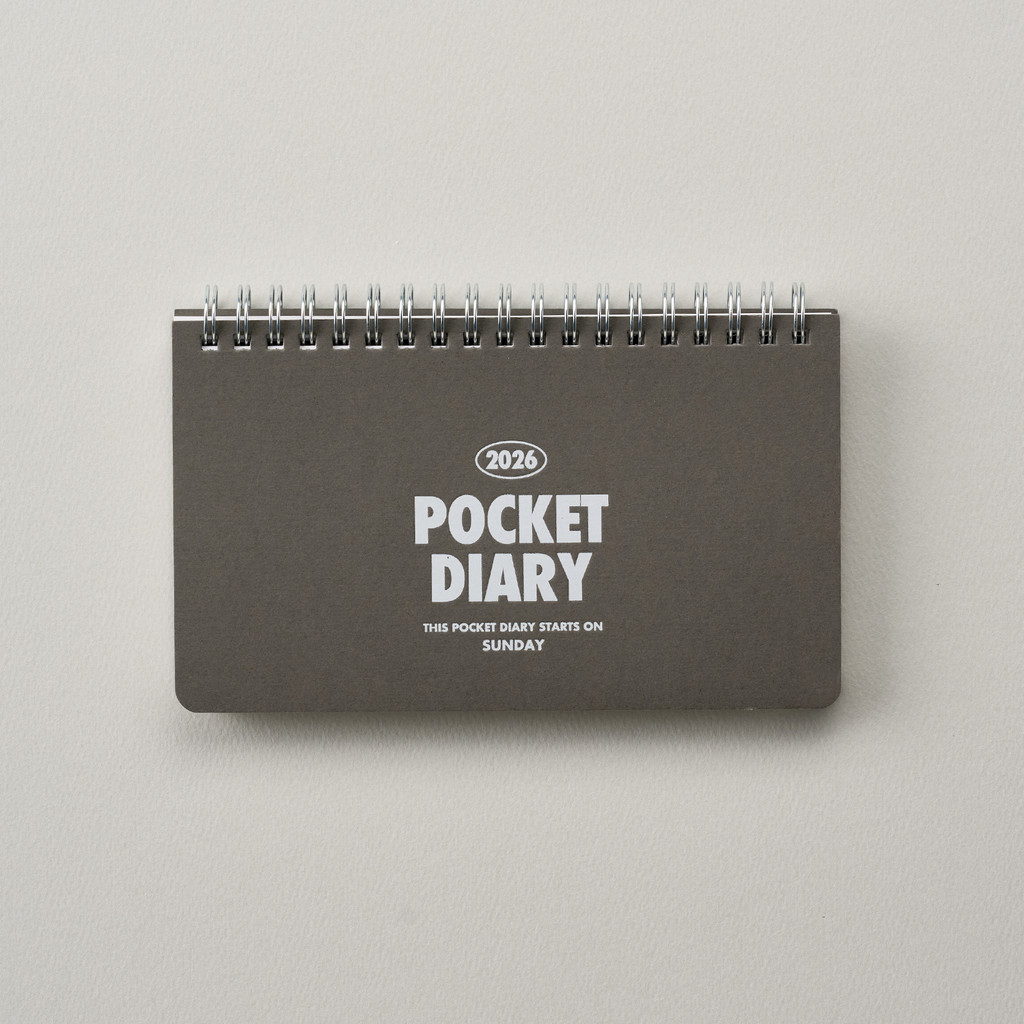 2026
POCKET
DIARY
THIS POCKET DIARY STARTS ON
SUNDAY